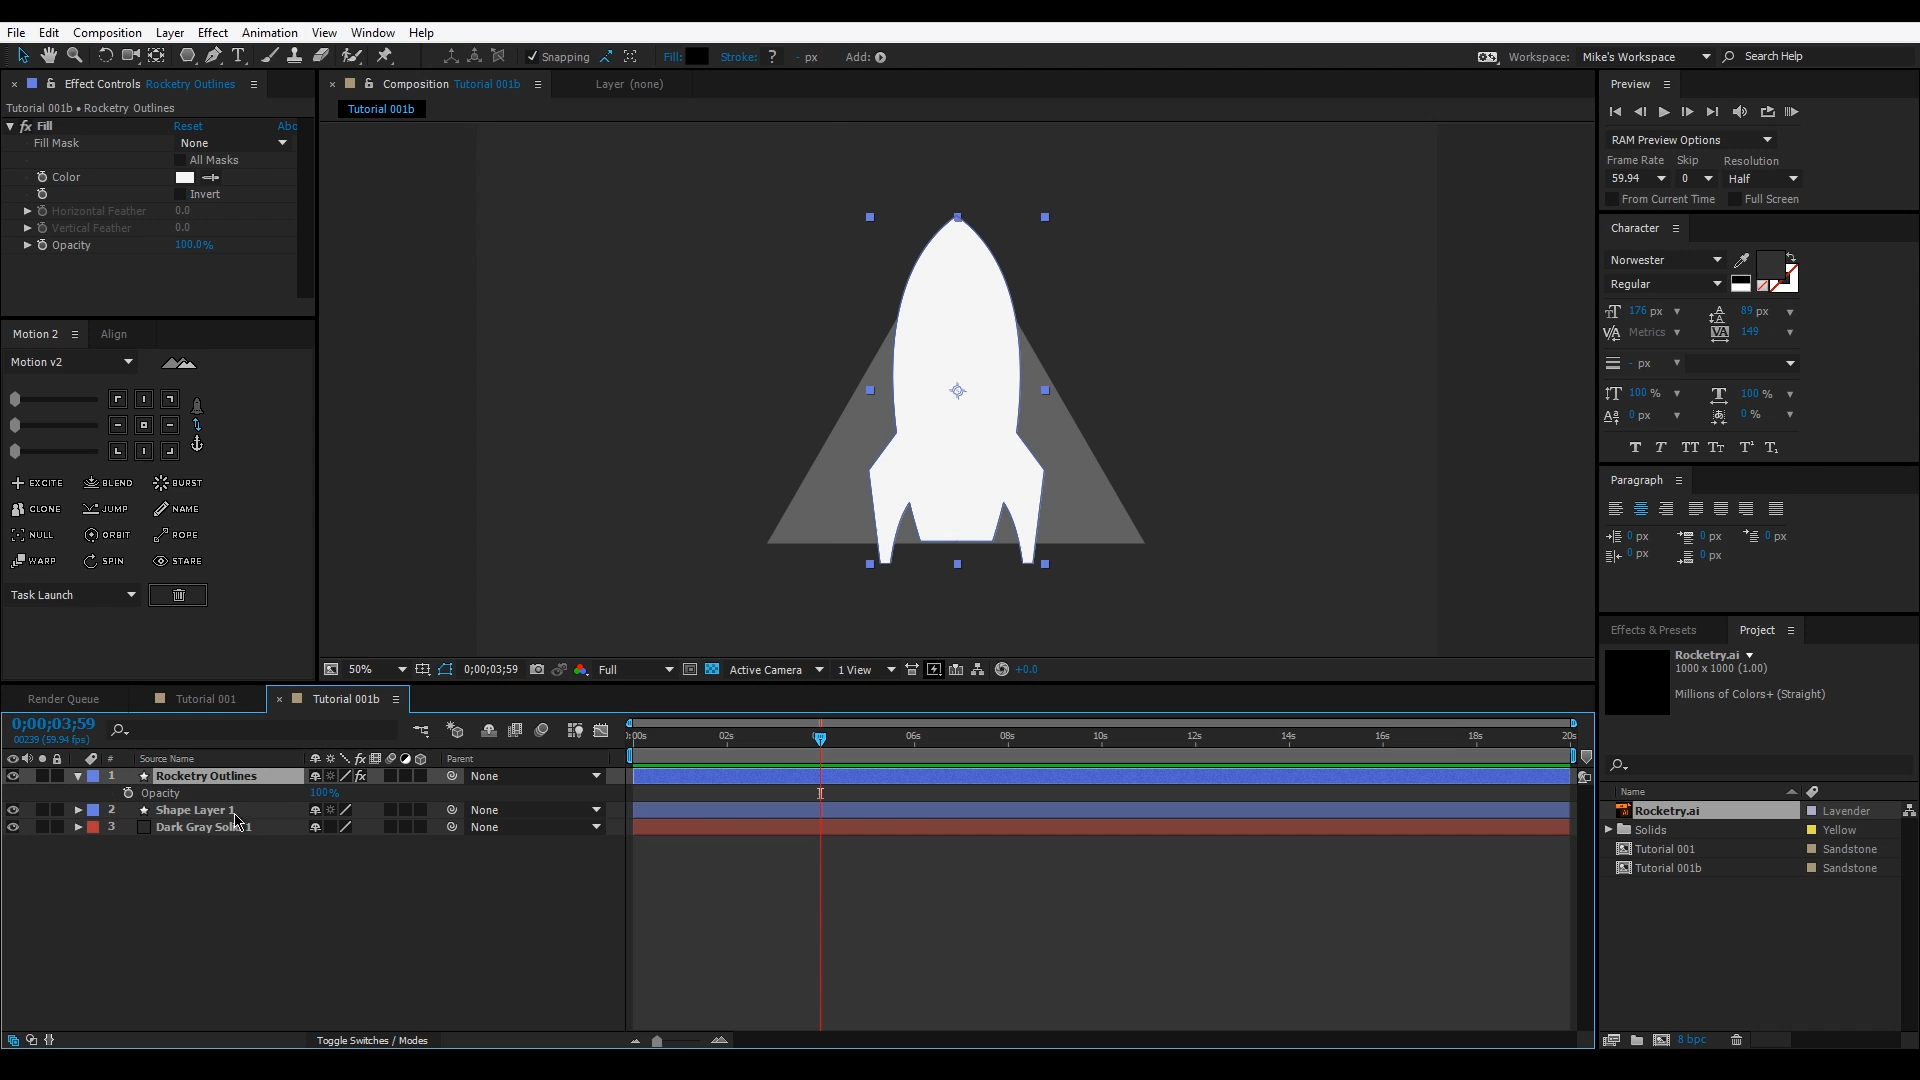 File Edit Composition Layer Effect Animation View Window Help
Snapping Fill: Stroke: ? - px Add: Workspace: Mike's Workspace Search Help
Effect Controls Rocketry Outlines
Composition Tutorial 001b
Layer (none)
Preview
Tutorial 001b • Rocketry Outlines
Tutorial 001b
fx Fill Reset Abo
Fill Mask None
All Masks
Color
Invert
Horizontal Feather 0.0
Vertical Feather 0.0
Opacity 100.0%
RAM Preview Options
Frame Rate Skip Resolution
59.94 0 Half
From Current Time Full Screen
Character
Norwester
Regular
176 px 89 px
Metrics 149
- px
100 % 100 %
0 px 0 %
T T TT Tr T¹ T₁
Motion 2 Align
Motion v2
EXCITE BLEND BURST
CLONE JUMP NAME
NULL ORBIT ROPE
WARP SPIN STARE
Task Launch
Paragraph
0 px 0 px 0 px
0 px 0 px
50% 0;00;03;59 Full Active Camera 1 View +0.0
Effects & Presets Project
Rocketry.ai
1000 x 1000 (1.00)
Millions of Colors+ (Straight)
Name
Rocketry.ai Lavender
Solids Yellow
Tutorial 001 Sandstone
Tutorial 001b Sandstone
8 bpc
Render Queue Tutorial 001 Tutorial 001b
0;00;03;59
00239 (59.94 fps)
# Source Name Parent
:00s 02s 06s 08s 10s 12s 14s 16s 18s 20s
1 Rocketry Outlines fx None
Opacity 100%
2 Shape Layer 1 None
3 Dark Gray Solid 1 None
Toggle Switches / Modes